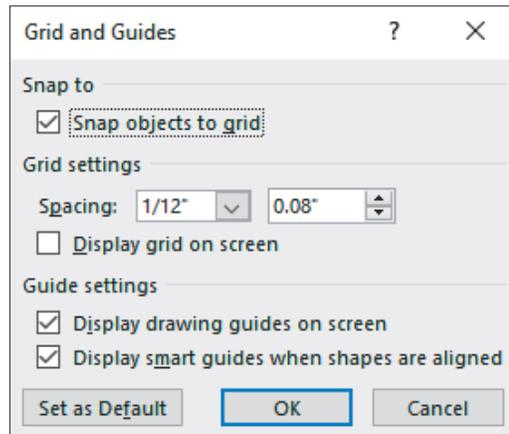 Grid and Guides ?
Snap to
Snap objects to grid
Grid settings
Spacing: 1/12" 0.08"
Display grid on screen
Guide settings
Display drawing guides on screen
Display smart guides when shapes are aligned
Set as Default OK Cancel